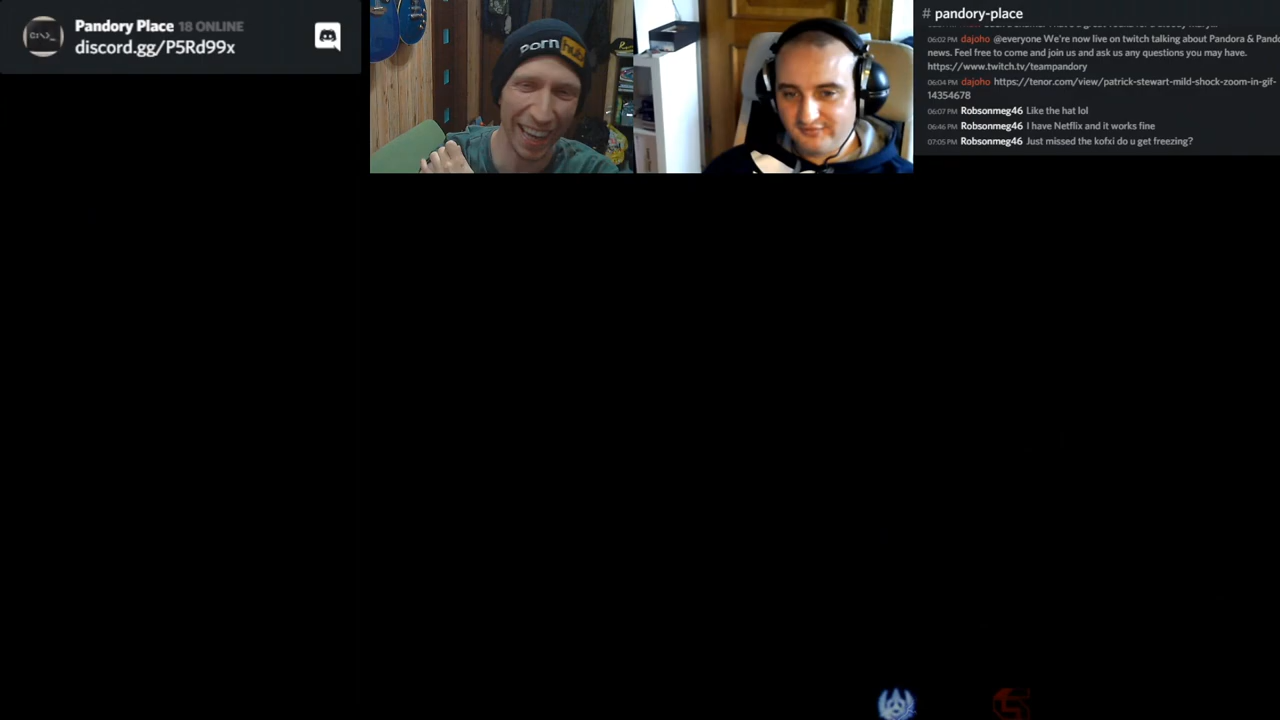 Pandory Place 18 ONLINE
discord.gg/P5Rd99x
Porn hub
# pandory-place
06:02 PM dajoho @everyone We're now live on twitch talking about Pandora &
news. Feel free to come and join us and ask us any questions you may have.
https://www.twitch.tv/teampandory
06:04 PM dajoho https://tenor.com/view/patrick-stewart-mild-shock-zoom-in-gif-
14354678
06:07 PM Robsonmeg46 Like the hat lol
06:46 PM Robsonmeg46 I have Netflix and it works fine
07:05 PM Robsonmeg46 Just missed the kofxi do u get freezing?